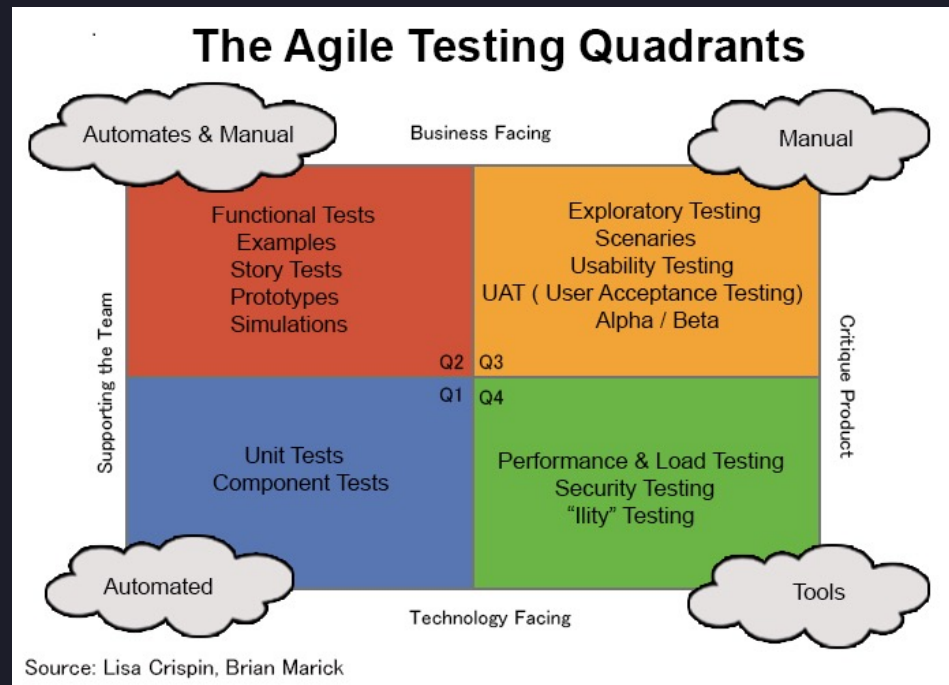 The Agile Testing Quadrants
Automates & Manual
Business Facing
Manual
Functional Tests
Examples
Story Tests
Prototypes
Simulations
Q2
Exploratory Testing
Scenaries
Usability Testing
UAT ( User Acceptance Testing)
Alpha / Beta
Q3
Supporting the Team
Critique Product
Q1
Unit Tests
Component Tests
Q4
Performance & Load Testing
Security Testing
“Ility” Testing
Automated
Technology Facing
Tools
Source: Lisa Crispin, Brian Marick